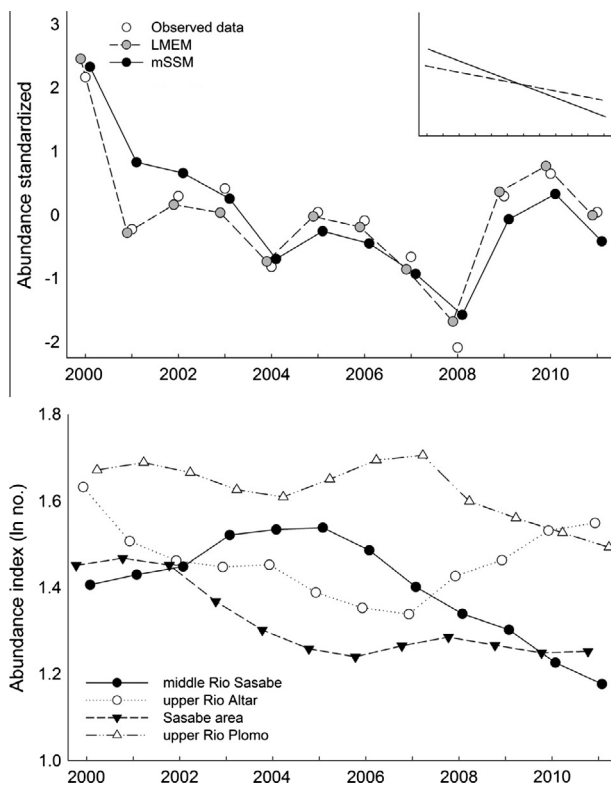 3
2
1
0
-1
-2
Abundance standardized
Observed data
LMEM
mSSM
2000 2002 2004 2006 2008 2010
1.8
1.6
1.4
1.2
1.0
Abundance index (ln no.)
middle Rio Sasabe
upper Rio Altar
Sasabe area
upper Rio Plomo
2000 2002 2004 2006 2008 2010